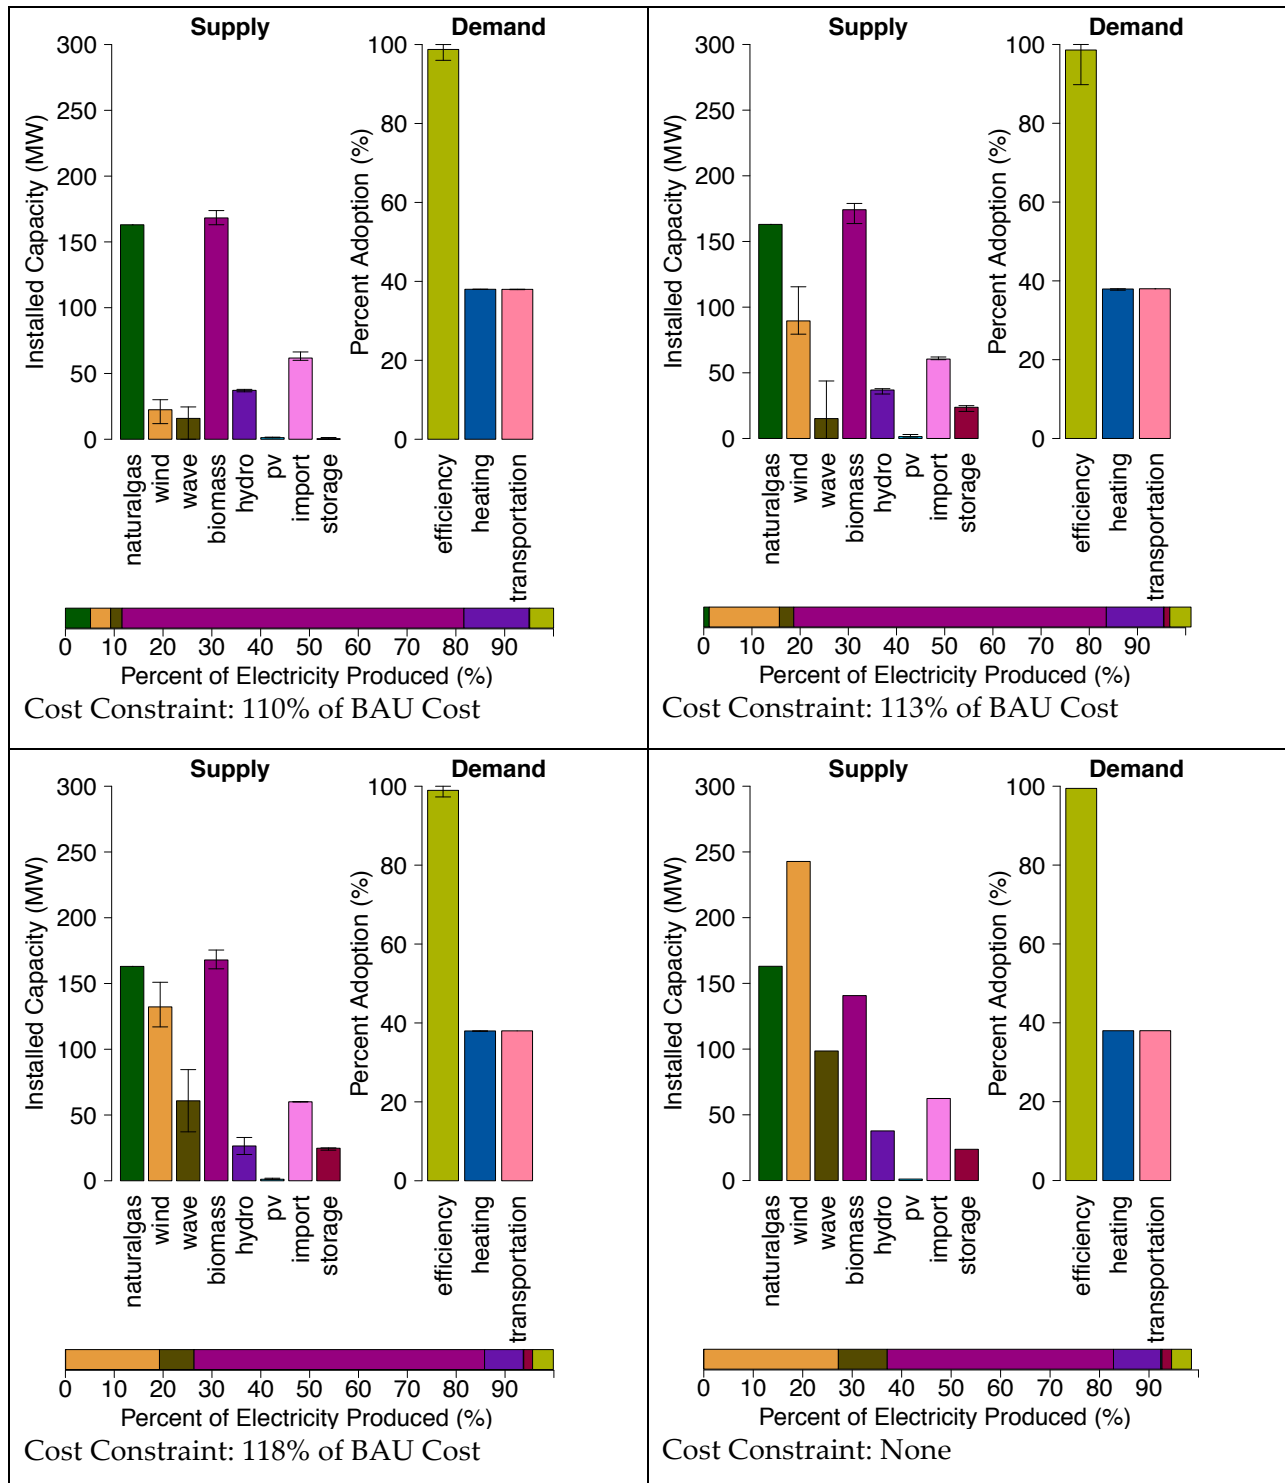 Supply
Demand
Installed Capacity (MW)
300
250
200
150
100
50
0
naturalgas
wind
wave
biomass
hydro
pv
import
storage
Percent Adoption (%)
100
80
60
40
20
0
efficiency
heating
transportation
0 10 20 30 40 50 60 70 80 90
Percent of Electricity Produced (%)
Cost Constraint: 110% of BAU Cost
Supply
Demand
Installed Capacity (MW)
300
250
200
150
100
50
0
naturalgas
wind
wave
biomass
hydro
pv
import
storage
Percent Adoption (%)
100
80
60
40
20
0
efficiency
heating
transportation
0 10 20 30 40 50 60 70 80 90
Percent of Electricity Produced (%)
Cost Constraint: 113% of BAU Cost
Supply
Demand
Installed Capacity (MW)
300
250
200
150
100
50
0
naturalgas
wind
wave
biomass
hydro
pv
import
storage
Percent Adoption (%)
100
80
60
40
20
0
efficiency
heating
transportation
0 10 20 30 40 50 60 70 80 90
Percent of Electricity Produced (%)
Cost Constraint: 118% of BAU Cost
Supply
Demand
Installed Capacity (MW)
300
250
200
150
100
50
0
naturalgas
wind
wave
biomass
hydro
pv
import
storage
Percent Adoption (%)
100
80
60
40
20
0
efficiency
heating
transportation
0 10 20 30 40 50 60 70 80 90
Percent of Electricity Produced (%)
Cost Constraint: None